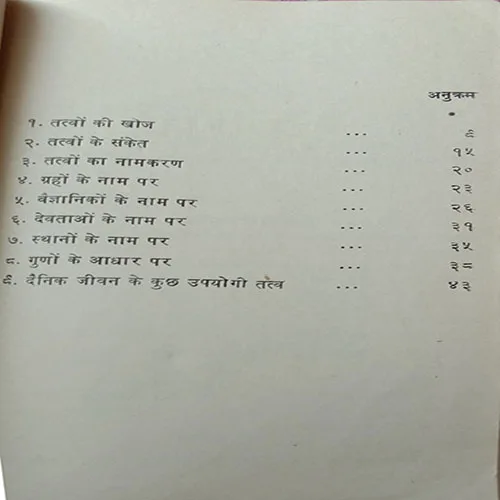 अनुक्रम
१. तत्वों की खोज ... ९
२. तत्वों के संकेत ... १५
३. तत्वों का नामकरण ... २०
४. ग्रहों के नाम पर ... २३
५. वैज्ञानिकों के नाम पर ... २६
६. देवताओं के नाम पर ... ३१
७. स्थानों के नाम पर ... ३५
८. गुणों के आधार पर ... ३८
९. दैनिक जीवन के कुछ उपयोगी तत्व ... ४३